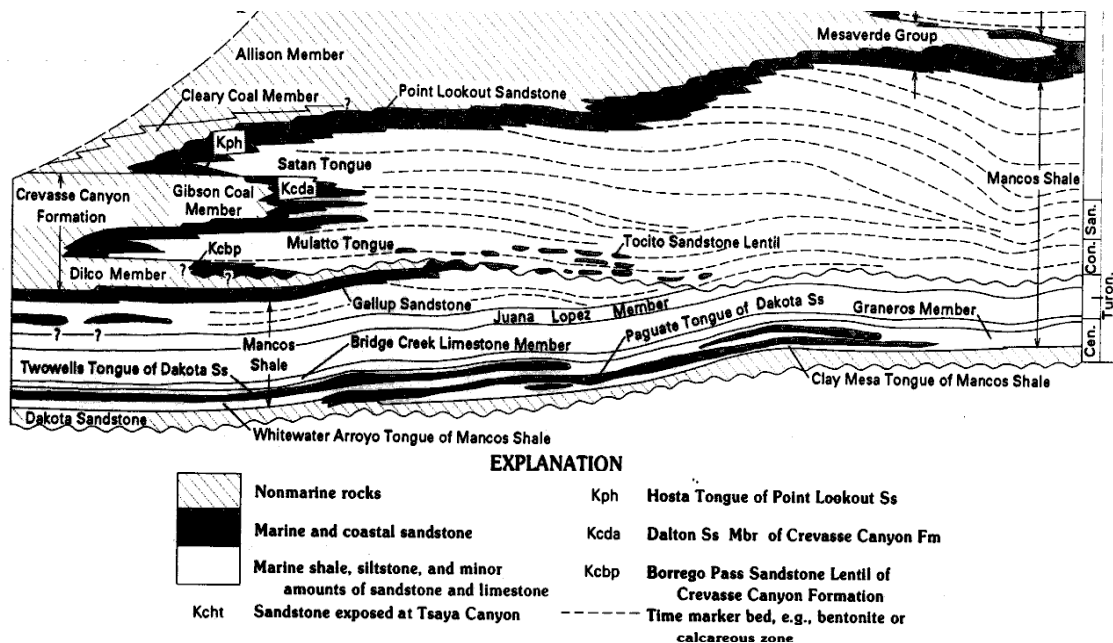 Mesaverde Group
Allison Member
Cleary Coal Member
?
Point Lookout Sandstone
Kph
Satan Tongue
Mancos Shale
Crevasse Canyon
Formation
Gibson Coal
Member
Kcda
San.
Mulatto Tongue
Tocito Sandstone Lentil
Kcbp
Con.
Dilco Member
?
?
Gallup Sandstone
Turon.
Juana Lopez Member
Paguate Tongue of Dakota Ss
Graneros Member
? ?
Mancos
Shale
Bridge Creek Limestone Member
Cen.
Twowells Tongue of Dakota Ss
Clay Mesa Tongue of Mancos Shale
Dakota Sandstone
Whitewater Arroyo Tongue of Mancos Shale
EXPLANATION
Nonmarine rocks
Marine and coastal sandstone
Marine shale, siltstone, and minor
amounts of sandstone and limestone
Kcht Sandstone exposed at Tsaya Canyon
Kph Hosta Tongue of Point Lookout Ss
Kcda Dalton Ss Mbr of Crevasse Canyon Fm
Kcbp Borrego Pass Sandstone Lentil of
Crevasse Canyon Formation
Time marker bed, e.g., bentonite or
calcareous zone